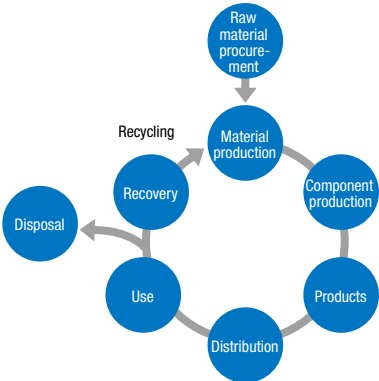 Raw
material
procure-
ment
Recycling
Material
production
Component
production
Recovery
Disposal
Use
Products
Distribution